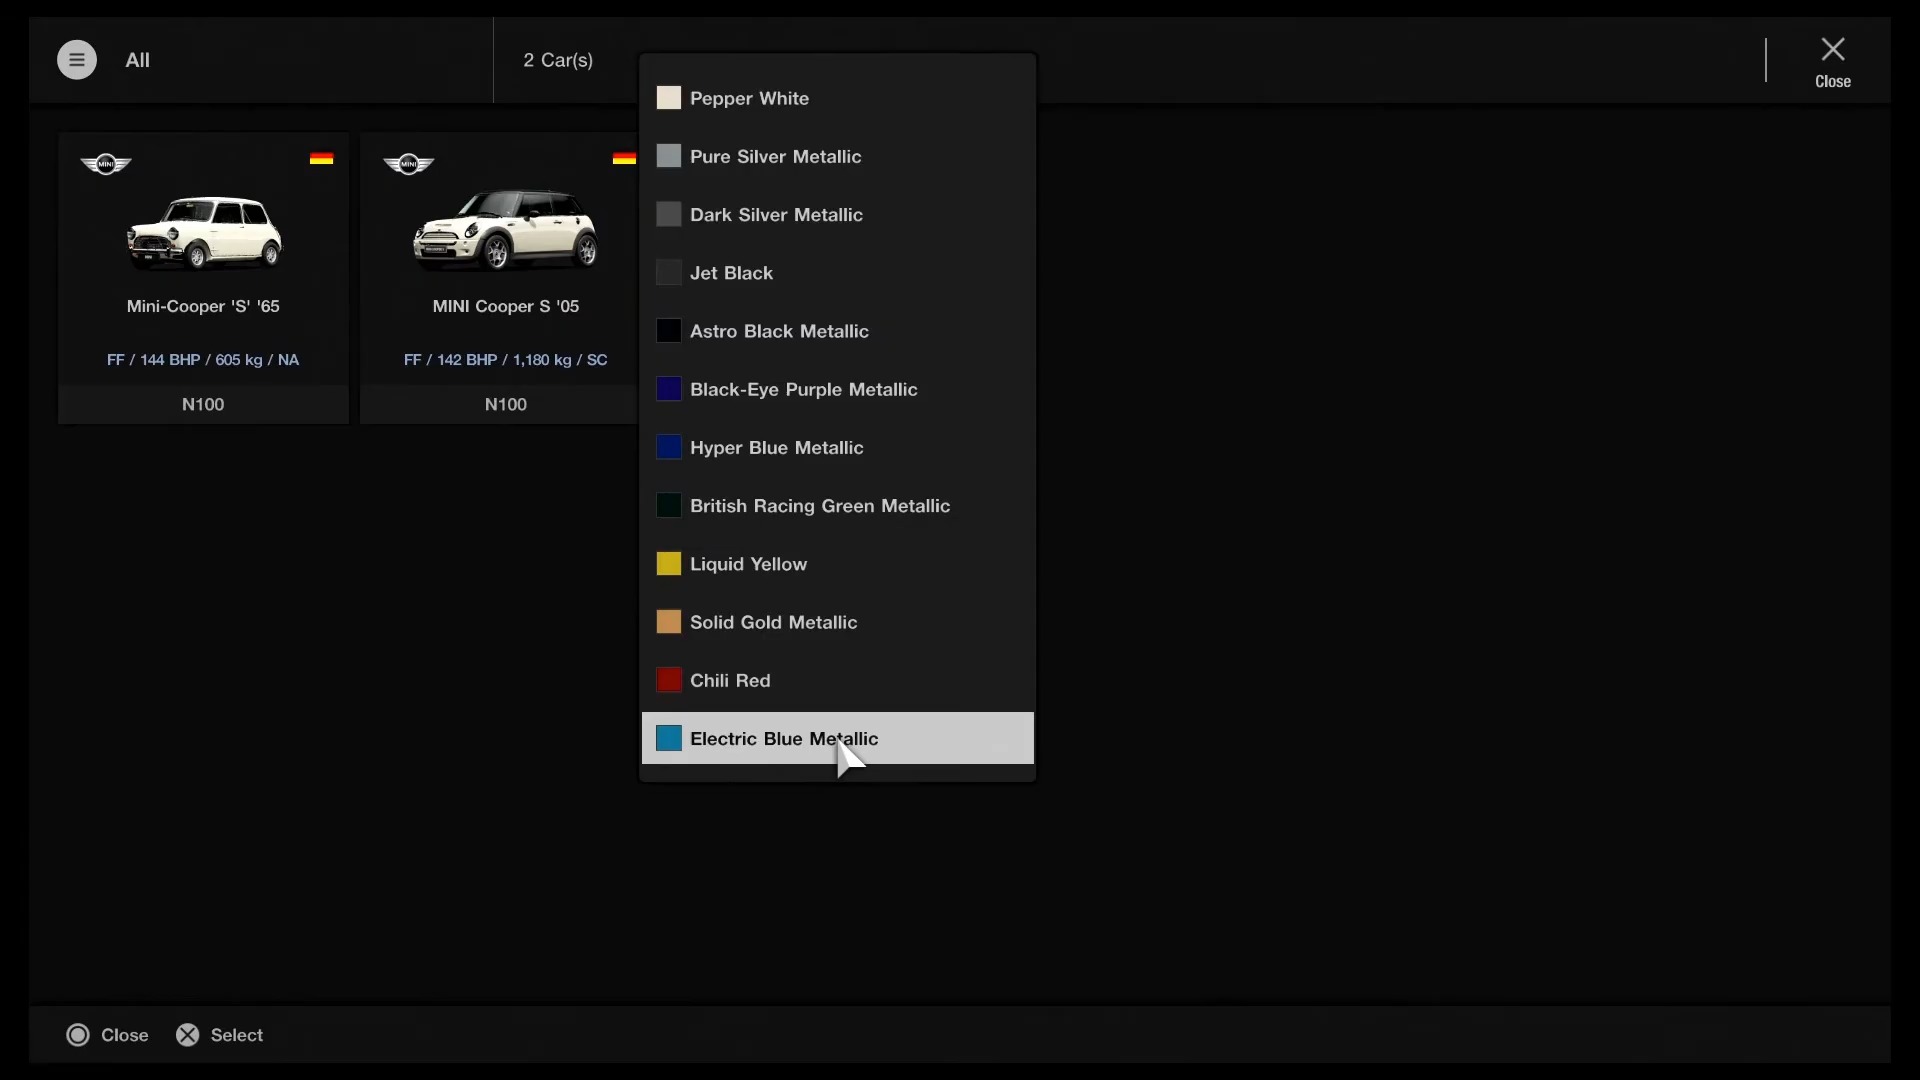 All
2 Car(s)
Close
MINI
Mini-Cooper 'S' '65
FF / 144 BHP / 605 kg / NA
N100
MINI
MINI Cooper S '05
FF / 142 BHP / 1,180 kg / SC
N100
Pepper White
Pure Silver Metallic
Dark Silver Metallic
Jet Black
Astro Black Metallic
Black-Eye Purple Metallic
Hyper Blue Metallic
British Racing Green Metallic
Liquid Yellow
Solid Gold Metallic
Chili Red
Electric Blue Metallic
Close
Select